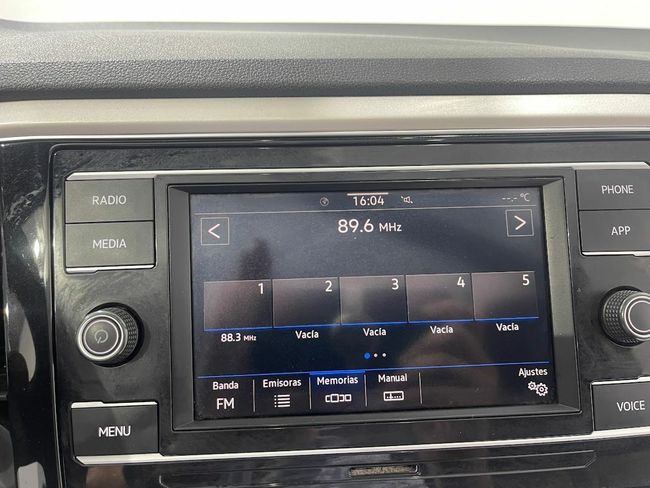 RADIO
MEDIA
MENU
16:04
--,- °C
89.6 MHz
< >
1 2 3 4 5
88.3 MHz Vacía Vacía Vacía Vacía
Banda Emisoras Memorias Manual Ajustes
FM
PHONE
APP
VOICE